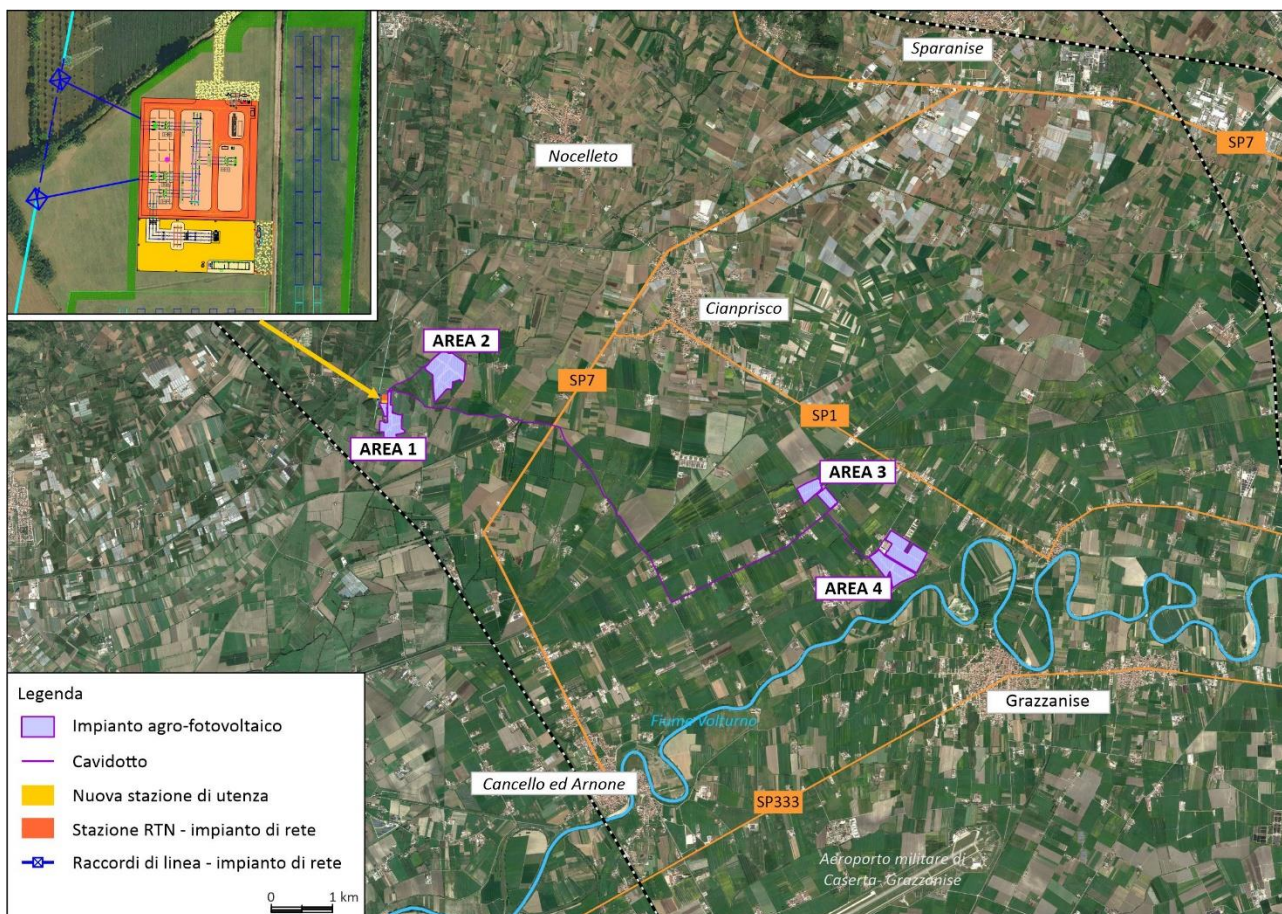 Sparanise
SP7
Nocelleto
Cianprisco
AREA 2
SP7
SP1
AREA 1
AREA 3
AREA 4
Grazzanise
Fiume Volturno
Cancello ed Arnone
SP333
Aeroporto militare di
Caserta- Grazzanise
Legenda
Impianto agro-fotovoltaico
Cavidotto
Nuova stazione di utenza
Stazione RTN - impianto di rete
Raccordi di linea - impianto di rete
0 1 km